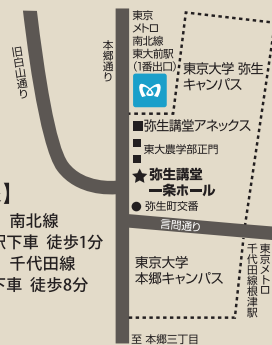 東京
メトロ
南北線
東大前駅
(1番出口)
旧白山通り
本郷通り
東京大学 弥生
キャンパス
弥生講堂アネックス
東大農学部正門
弥生講堂
一条ホール
弥生町交番
言問通り
】
南北線
駅下車 徒歩1分
千代田線
下車 徒歩8分
東京大学
本郷キャンパス
東京メトロ
千代田線根津駅
至 本郷三丁目